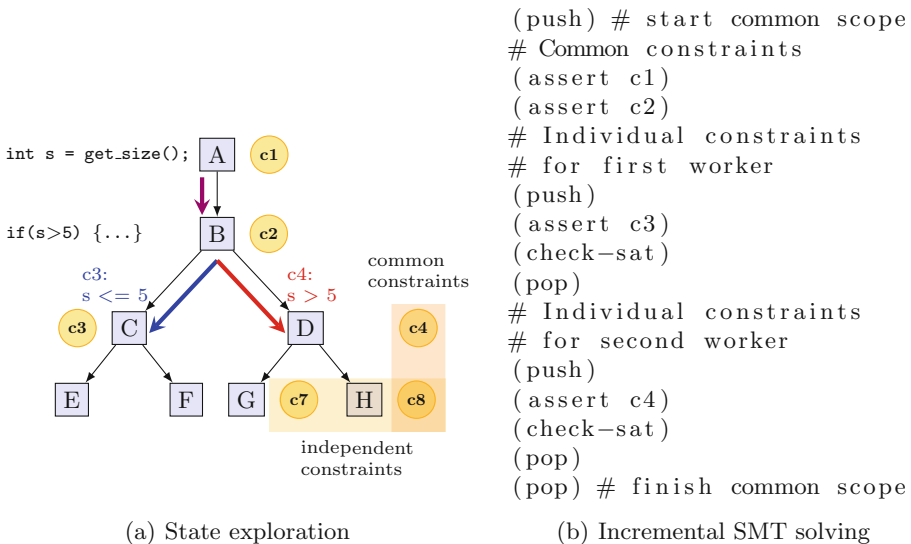 int s = get_size();
A
c1
if(s>5) {...}
B
c2
c3:
s <= 5
c4:
s > 5
common
constraints
c3
C
D
c4
E
F
G
c7
H
c8
independent
constraints
(a) State exploration
(push) # start common scope
# Common constraints
(assert c1)
(assert c2)
# Individual constraints
# for first worker
(push)
(assert c3)
(check−sat)
(pop)
# Individual constraints
# for second worker
(push)
(assert c4)
(check−sat)
(pop)
(pop) # finish common scope
(b) Incremental SMT solving